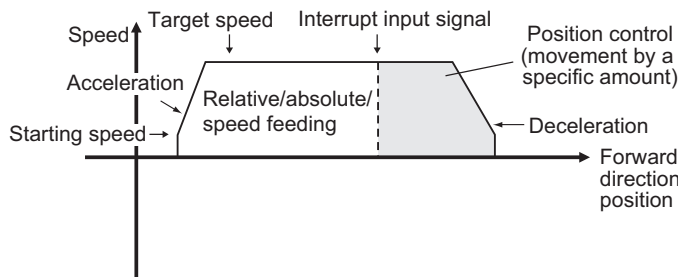 Speed
Target speed
Interrupt input signal
Position control
(movement by a
specific amount)
Acceleration
Relative/absolute/
speed feeding
Starting speed
Deceleration
Forward
direction
position